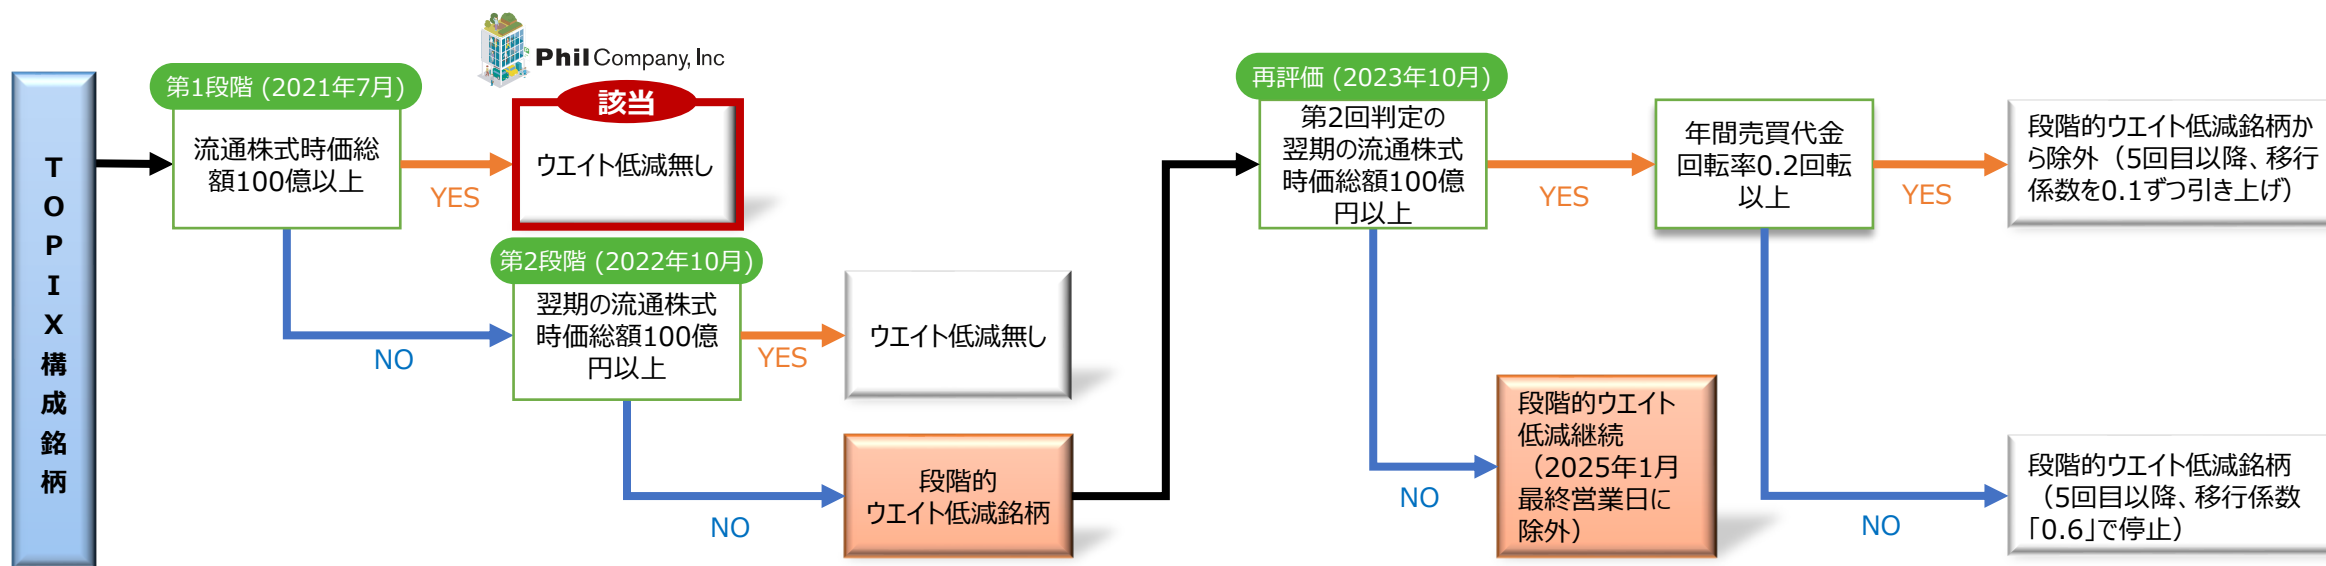 TOPIX構成銘柄
第1段階 (2021年7月)
流通株式時価総
額100億以上
YES
NO
Phil Company, Inc
該当
ウエイト低減無し
第2段階 (2022年10月)
翌期の流通株式
時価総額100億
円以上
YES
NO
ウエイト低減無し
段階的
ウエイト低減銘柄
再評価 (2023年10月)
第2回判定の
翌期の流通株式
時価総額100億
円以上
YES
NO
年間売買代金
回転率0.2回転
以上
YES
NO
段階的ウエイト低減銘柄か
ら除外（5回目以降、移行
係数を0.1ずつ引き上げ）
段階的ウエイト
低減継続
（2025年1月
最終営業日に
除外）
段階的ウエイト低減銘柄
（5回目以降、移行係数
「0.6」で停止）